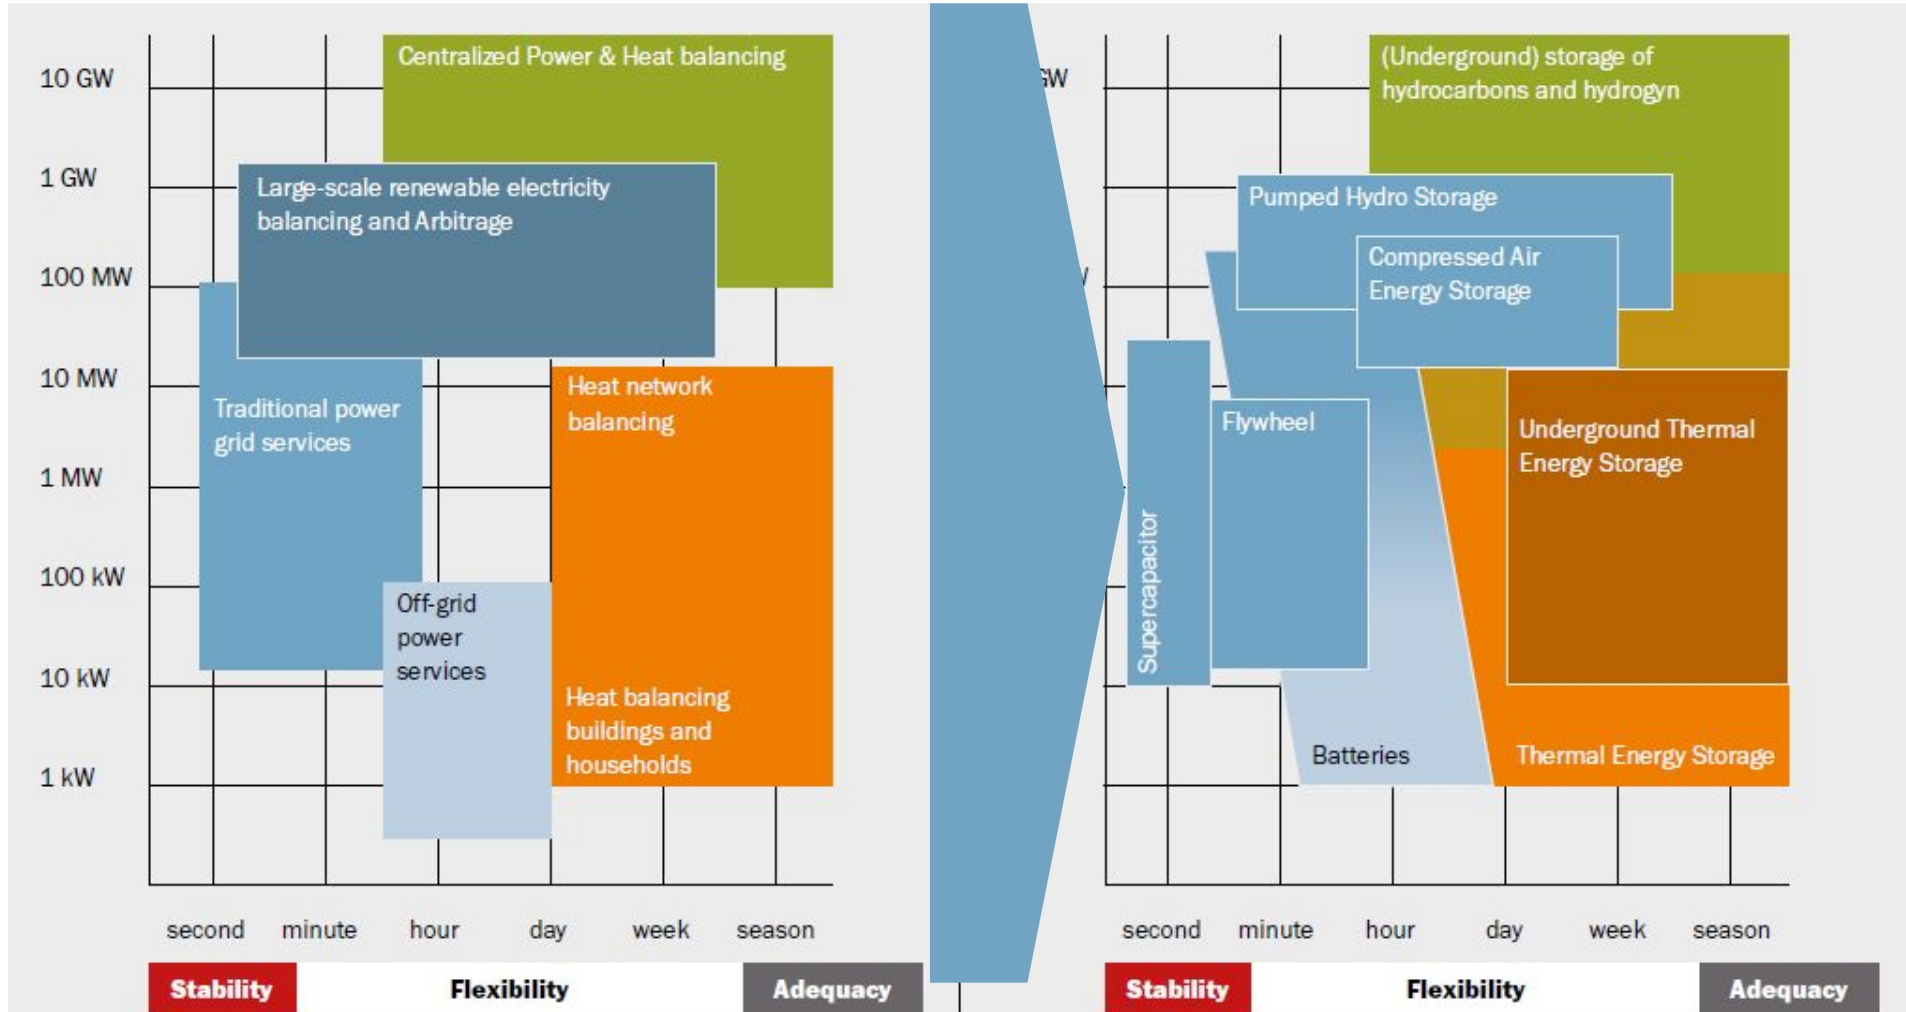 Centralized Power & Heat balancing
10 GW
1 GW
Large-scale renewable electricity
balancing and Arbitrage
100 MW
10 MW
Traditional power
grid services
Heat network
balancing
1 MW
100 kW
Off-grid
power
services
10 kW
Heat balancing
buildings and
households
1 kW
second minute hour day week season
Stability Flexibility Adequacy
(Underground) storage of
hydrocarbons and hydrogyn
GW
Pumped Hydro Storage
Compressed Air
Energy Storage
Flywheel
Underground Thermal
Energy Storage
Supercapacitor
Batteries
Thermal Energy Storage
second minute hour day week season
Stability Flexibility Adequacy